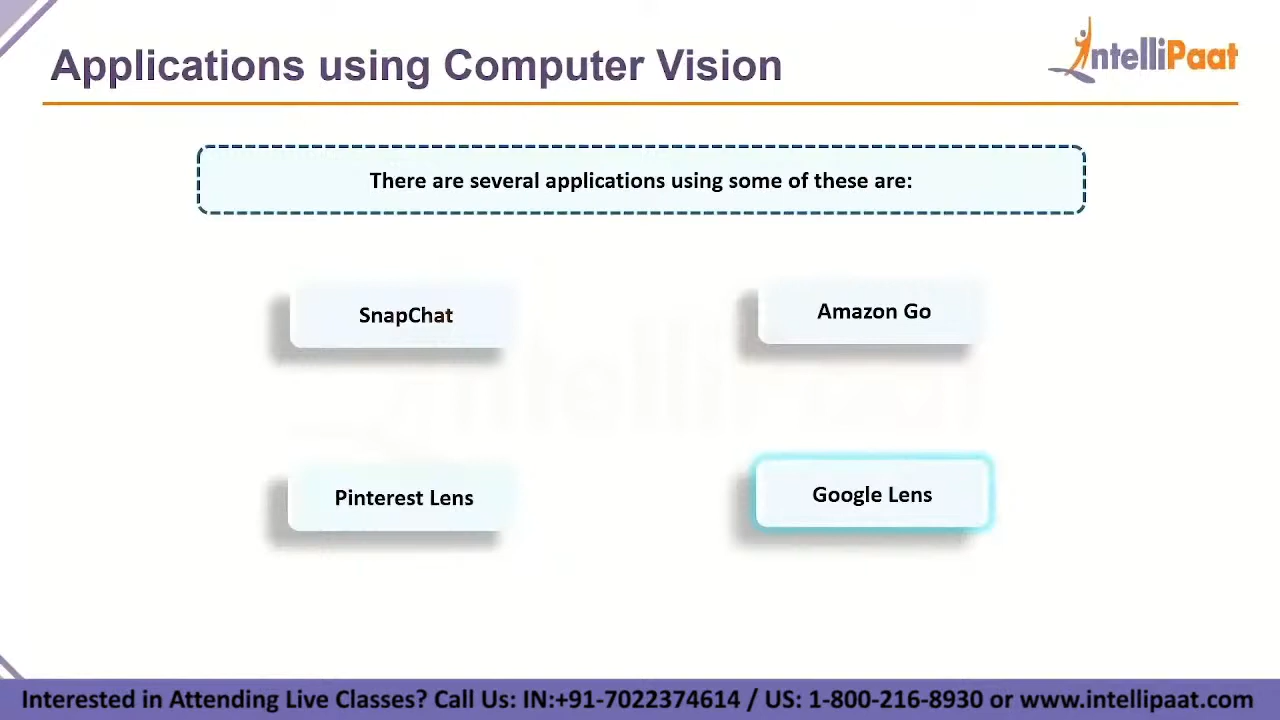 Applications using Computer Vision
IntelliPaat
There are several applications using some of these are:
SnapChat
Amazon Go
Pinterest Lens
Google Lens
Interested in Attending Live Classes? Call Us: IN:+91-7022374614 / US: 1-800-216-8930 or www.intellipaat.com